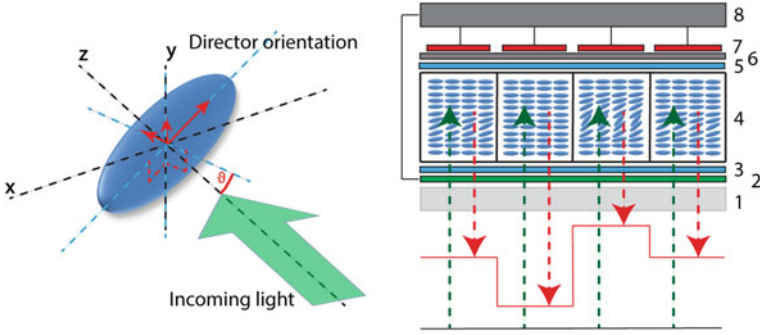 Director orientation
z
y
x
ϑ
Incoming light
8
7
6
5
4
3
2
1